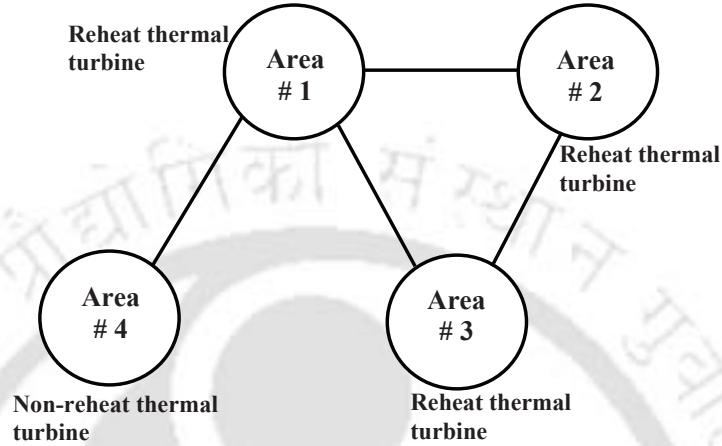 Reheat thermal
turbine
Area
# 1
Area
# 2
Reheat thermal
turbine
संस्थान
Area
# 4
Area
# 3
Non-reheat thermal
turbine
Reheat thermal
turbine